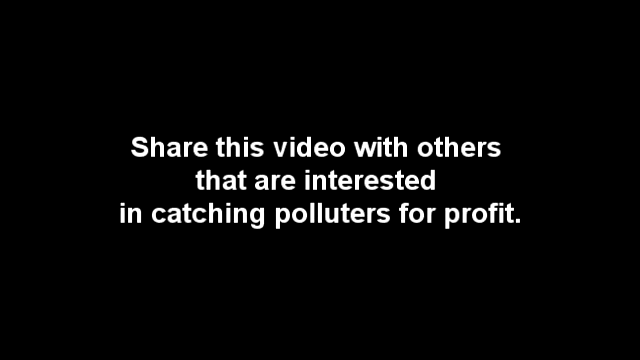 Share this video with others
that are interested
in catching polluters for profit.